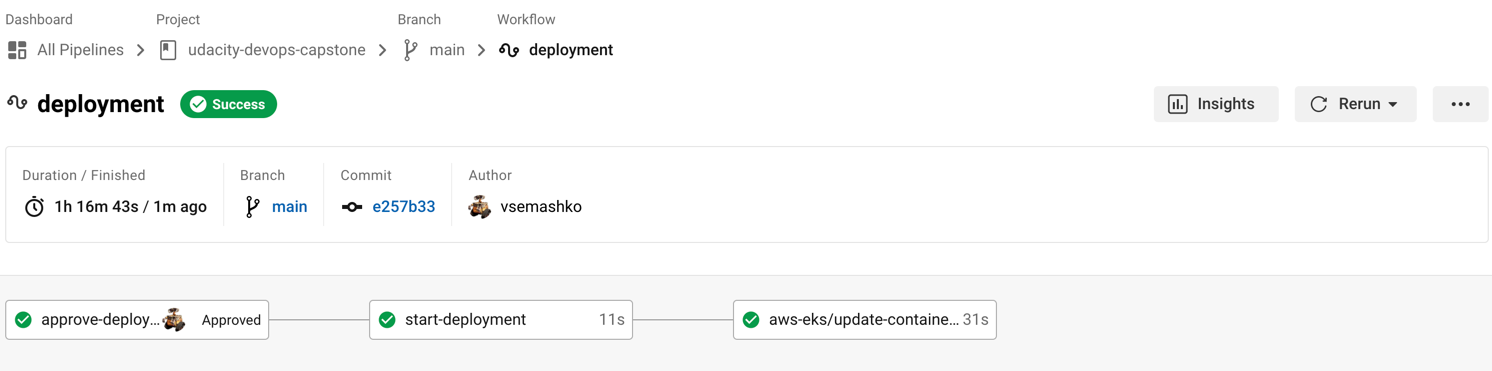 Dashboard Project Branch Workflow
All Pipelines udacity-devops-capstone main deployment
deployment Success Insights Rerun
Duration / Finished Branch Commit Author
1h 16m 43s / 1m ago main e257b33 vsemashko
approve-deploy... Approved start-deployment 11s aws-eks/update-containe... 31s